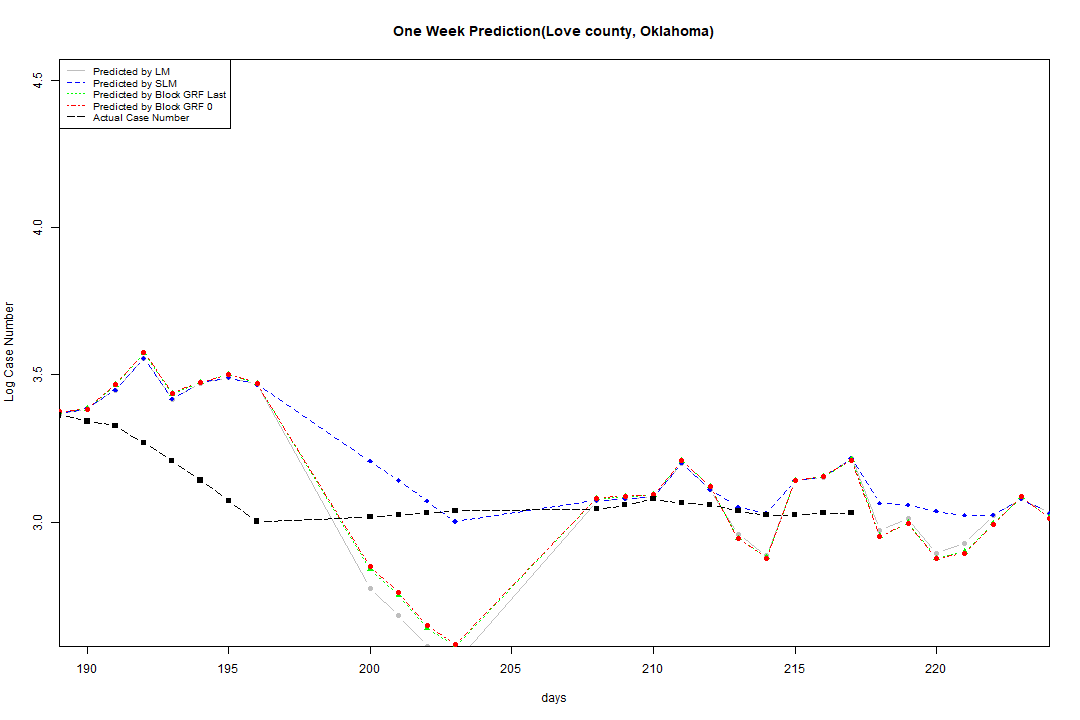 One Week Prediction(Love county, Oklahoma)
Predicted by LM
Predicted by SLM
Predicted by Block GRF Last
Predicted by Block GRF 0
Actual Case Number
4.5
4.0
3.5
3.0
Log Case Number
190 195 200 205 210 215 220
days